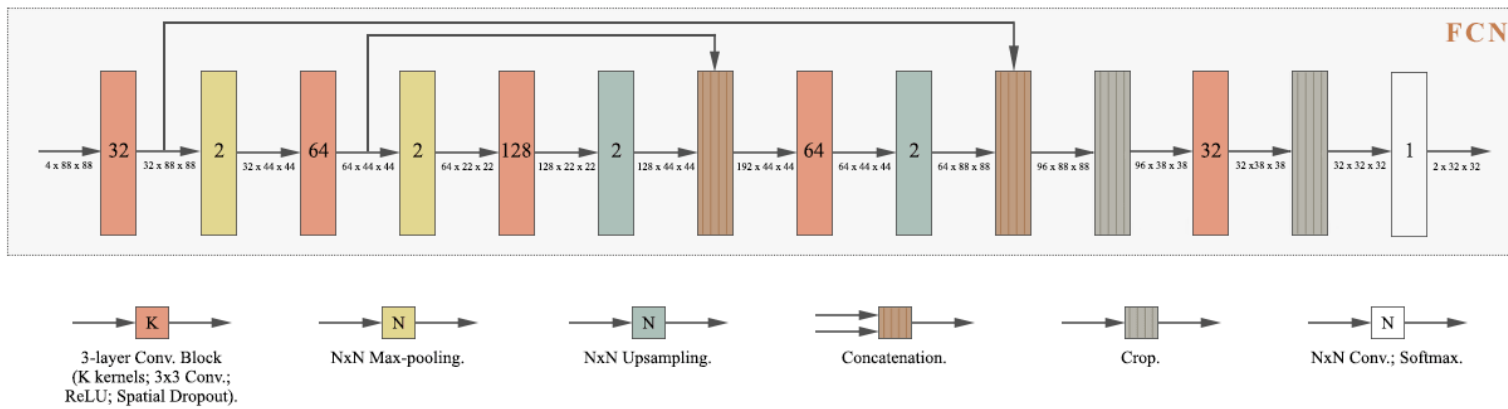 FCN
32
2
64
2
128
2
64
2
32
1
4 x 88 x 88
32 x 88 x 88
32 x 44 x 44
64 x 44 x 44
64 x 22 x 22
128 x 22 x 22
128 x 44 x 44
192 x 44 x 44
64 x 44 x 44
64 x 88 x 88
96 x 88 x 88
96 x 38 x 38
32 x38 x 38
32 x 32 x 32
2 x 32 x 32
K
N
N
N
3-layer Conv. Block
(K kernels; 3x3 Conv.;
ReLU; Spatial Dropout).
NxN Max-pooling.
NxN Upsampling.
Concatenation.
Crop.
NxN Conv.; Softmax.